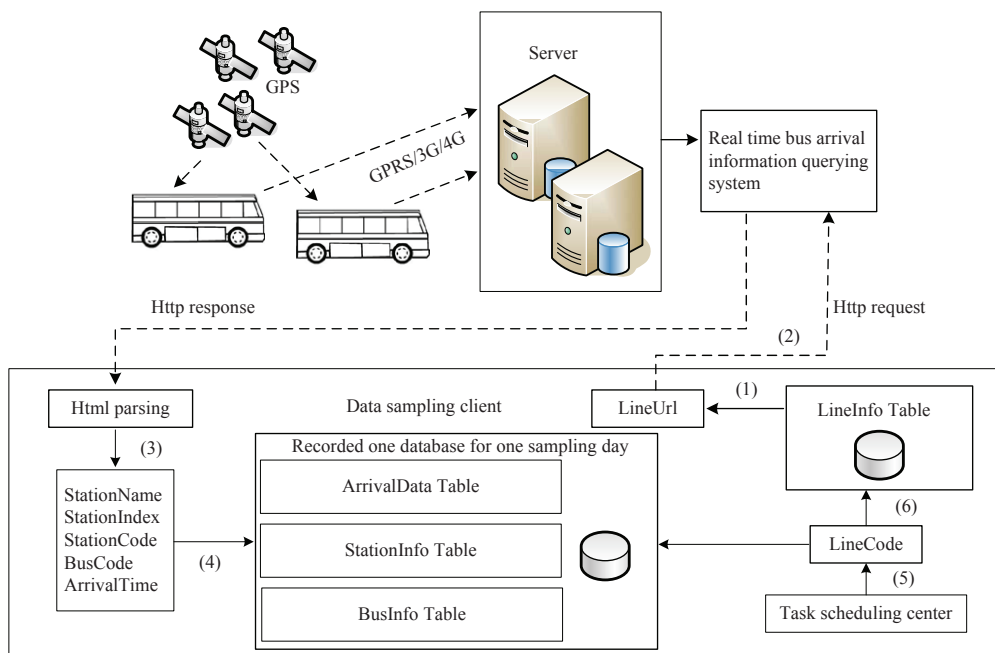 GPS
Server
GPRS/3G/4G
Real time bus arrival
information querying
system
Http response
Http request
(2)
Html parsing
Data sampling client
LineUrl
(1)
LineInfo Table
(3)
Recorded one database for one sampling day
ArrivalData Table
StationInfo Table
BusInfo Table
StationName
StationIndex
StationCode
BusCode
ArrivalTime
(4)
(6)
LineCode
(5)
Task scheduling center